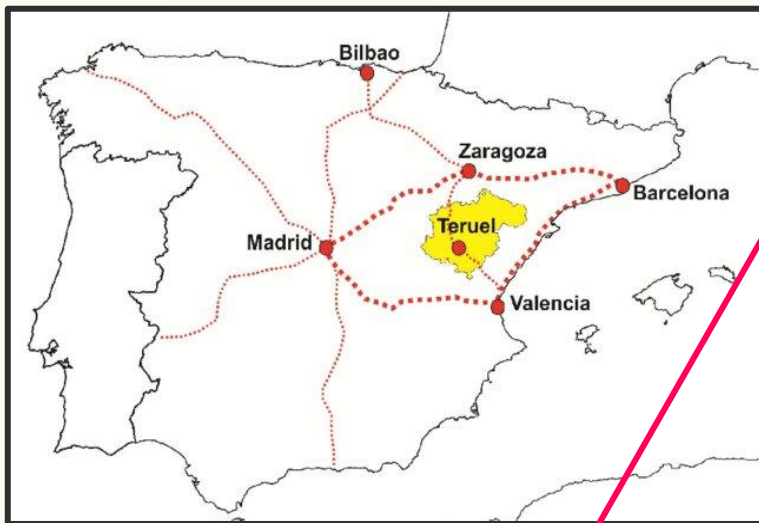 Bilbao
Zaragoza
Barcelona
Teruel
Madrid
Valencia